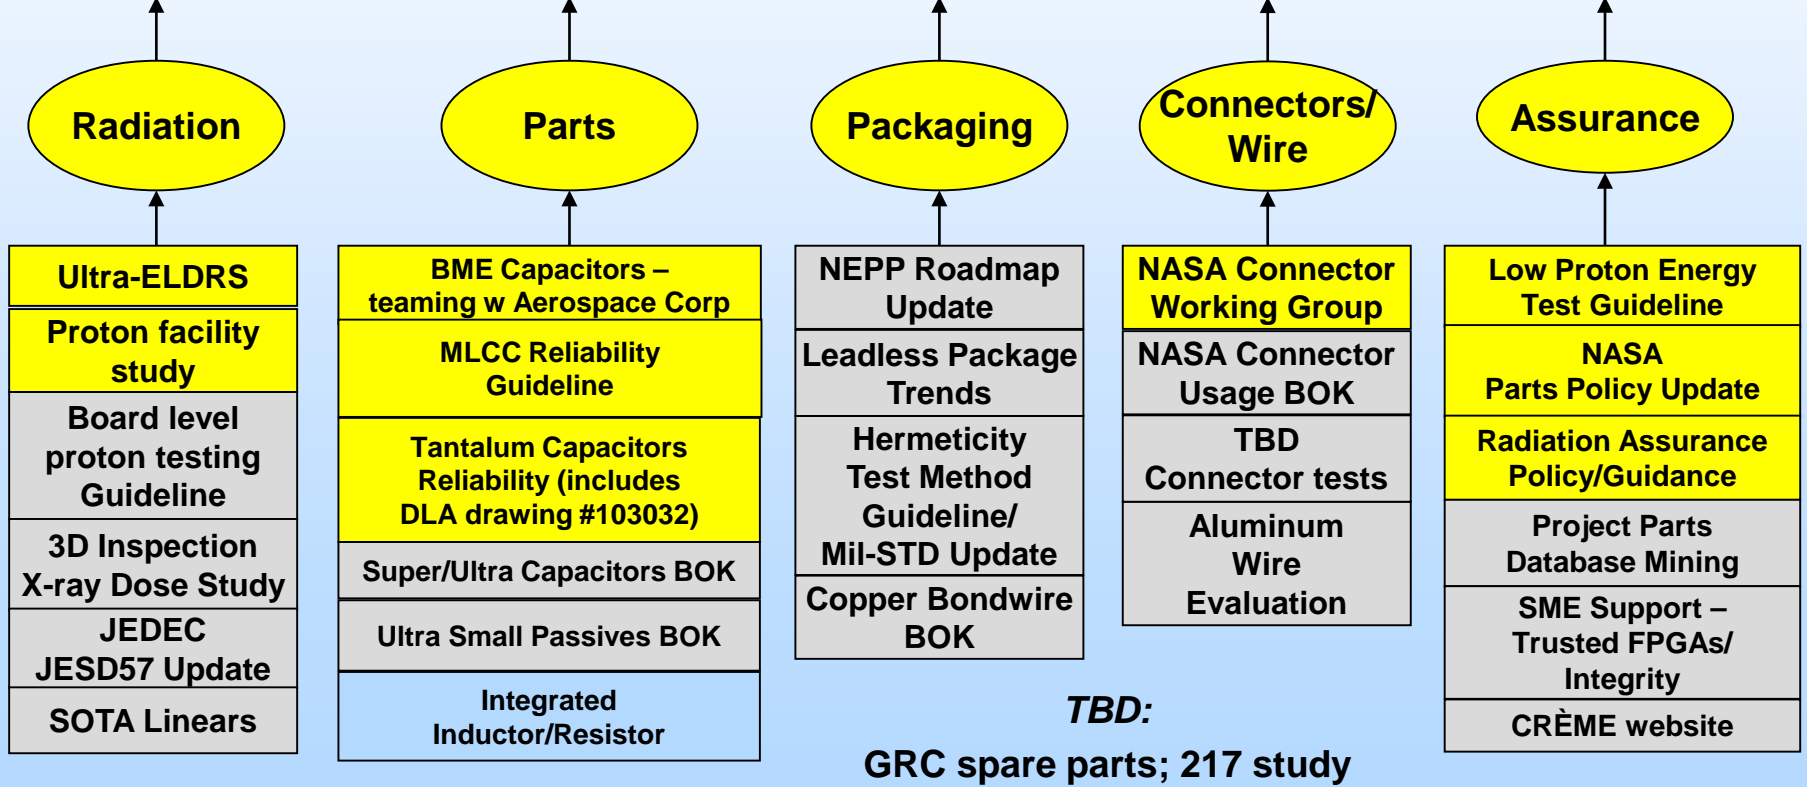 Radiation
Parts
Packaging
Connectors/
Wire
Assurance
Ultra-ELDRS
Proton facility
study
Board level
proton testing
Guideline
3D Inspection
X-ray Dose Study
JEDEC
JESD57 Update
SOTA Linears
BME Capacitors –
teaming w Aerospace Corp
MLCC Reliability
Guideline
Tantalum Capacitors
Reliability (includes
DLA drawing #103032)
Super/Ultra Capacitors BOK
Ultra Small Passives BOK
Integrated
Inductor/Resistor
NEPP Roadmap
Update
Leadless Package
Trends
Hermeticity
Test Method
Guideline/
Mil-STD Update
Copper Bondwire
BOK
NASA Connector
Working Group
NASA Connector
Usage BOK
TBD
Connector tests
Aluminum
Wire
Evaluation
Low Proton Energy
Test Guideline
NASA
Parts Policy Update
Radiation Assurance
Policy/Guidance
Project Parts
Database Mining
SME Support –
Trusted FPGAs/
Integrity
CRÈME website
TBD:
GRC spare parts; 217 study